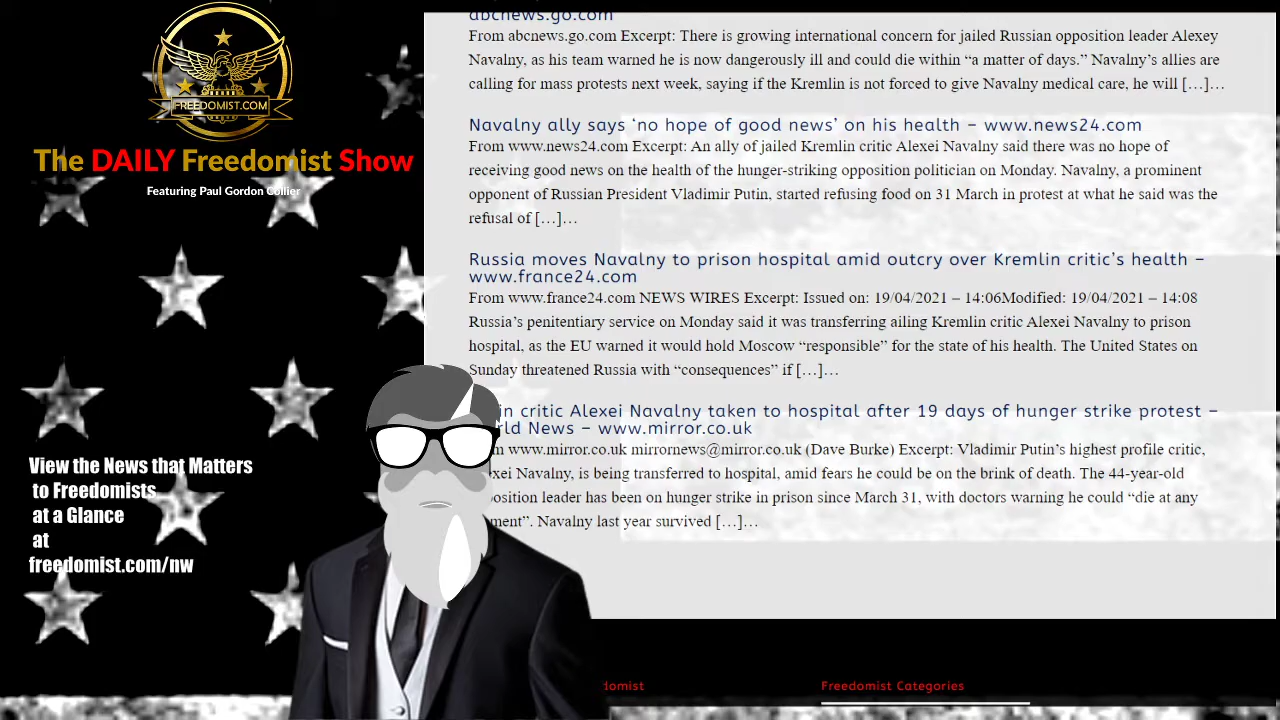 FREEDOMIST.COM
The DAILY Freedomist Show
Featuring Paul Gordon Collier
View the News that Matters
to Freedomists
at a Glance
at
freedomist.com/nw
abcnews.go.com
From abcnews.go.com Excerpt: There is growing international concern for jailed Russian opposition leader Alexey
Navalny, as his team warned he is now dangerously ill and could die within “a matter of days.” Navalny’s allies are
calling for mass protests next week, saying if the Kremlin is not forced to give Navalny medical care, he will […]…
Navalny ally says ‘no hope of good news’ on his health – www.news24.com
From www.news24.com Excerpt: An ally of jailed Kremlin critic Alexei Navalny said there was no hope of
receiving good news on the health of the hunger-striking opposition politician on Monday. Navalny, a prominent
opponent of Russian President Vladimir Putin, started refusing food on 31 March in protest at what he said was the
refusal of […]…
Russia moves Navalny to prison hospital amid outcry over Kremlin critic’s health –
www.france24.com
From www.france24.com NEWS WIRES Excerpt: Issued on: 19/04/2021 – 14:06Modified: 19/04/2021 – 14:08
Russia’s penitentiary service on Monday said it was transferring ailing Kremlin critic Alexei Navalny to prison
hospital, as the EU warned it would hold Moscow “responsible” for the state of his health. The United States on
Sunday threatened Russia with “consequences” if […]…
in critic Alexei Navalny taken to hospital after 19 days of hunger strike protest –
ld News – www.mirror.co.uk
m www.mirror.co.uk mirrornews@mirror.co.uk (Dave Burke) Excerpt: Vladimir Putin’s highest profile critic,
exei Navalny, is being transferred to hospital, amid fears he could be on the brink of death. The 44-year-old
position leader has been on hunger strike in prison since March 31, with doctors warning he could “die at any
ment”. Navalny last year survived […]…
domist
Freedomist Categories